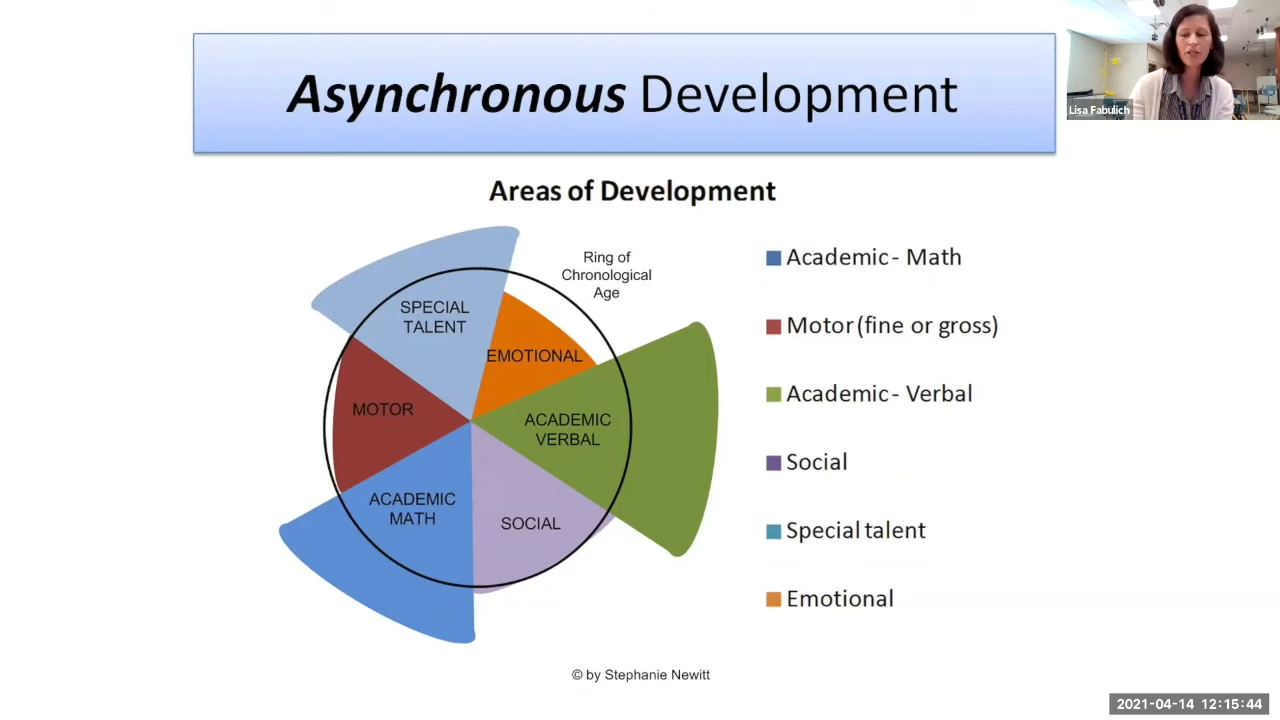 Asynchronous Development
Lisa Fabulich
Areas of Development
Ring of
Chronological
Age
SPECIAL
TALENT
EMOTIONAL
MOTOR
ACADEMIC
VERBAL
ACADEMIC
MATH
SOCIAL
Academic - Math
Motor (fine or gross)
Academic - Verbal
Social
Special talent
Emotional
© by Stephanie Newitt
2021-04-14 12:15:44